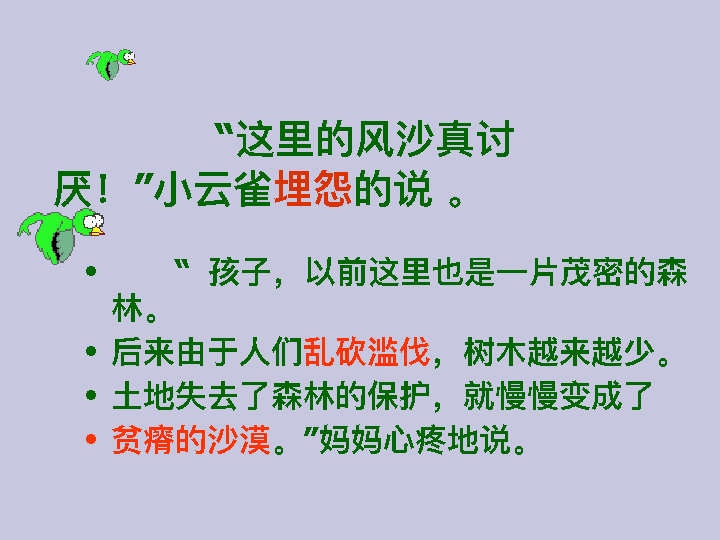 “这里的风沙真讨
厌！”小云雀埋怨的说 。
• “ 孩子，以前这里也是一片茂密的森
林。
• 后来由于人们乱砍滥伐，树木越来越少。
• 土地失去了森林的保护，就慢慢变成了
• 贫瘠的沙漠。”妈妈心疼地说。